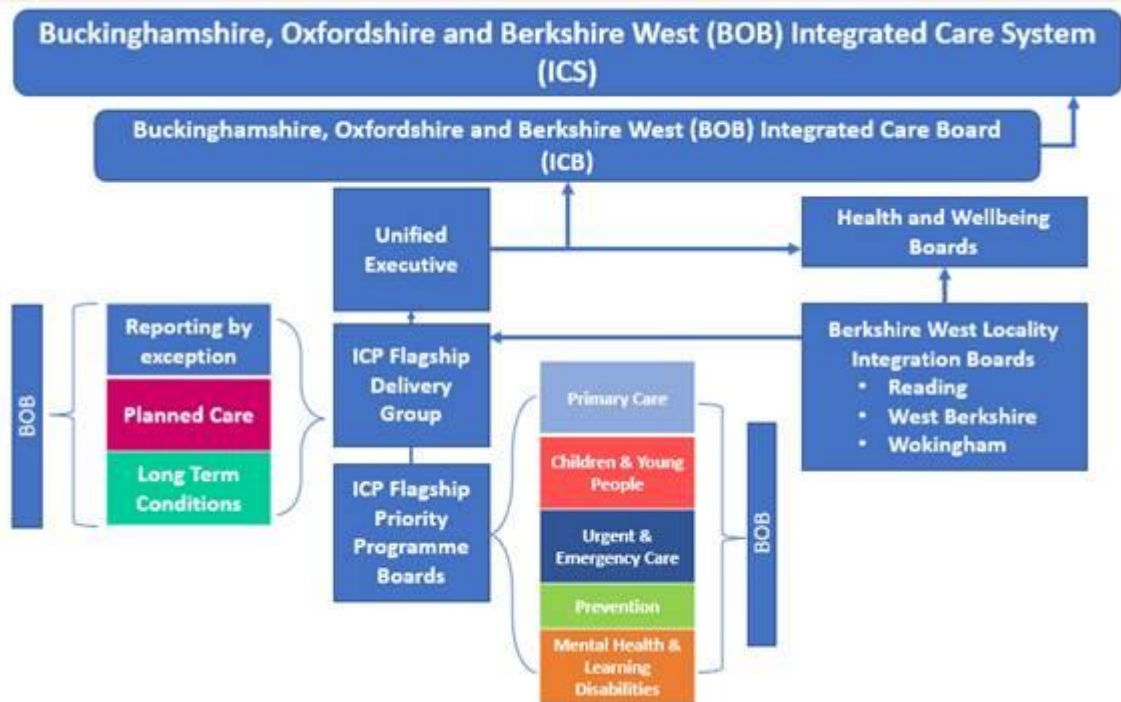 Buckinghamshire, Oxfordshire and Berkshire West (BOB) Integrated Care System
(ICS)
Buckinghamshire, Oxfordshire and Berkshire West (BOB) Integrated Care Board
(ICB)
Unified
Executive
Health and Wellbeing
Boards
BOB
Reporting by
exception
Planned Care
Long Term
Conditions
ICP Flagship
Delivery
Group
ICP Flagship
Priority
Programme
Boards
Primary Care
Children & Young
People
Urgent &
Emergency Care
Prevention
Mental Health &
Learning
Disabilities
BOB
Berkshire West Locality
Integration Boards
• Reading
• West Berkshire
• Wokingham